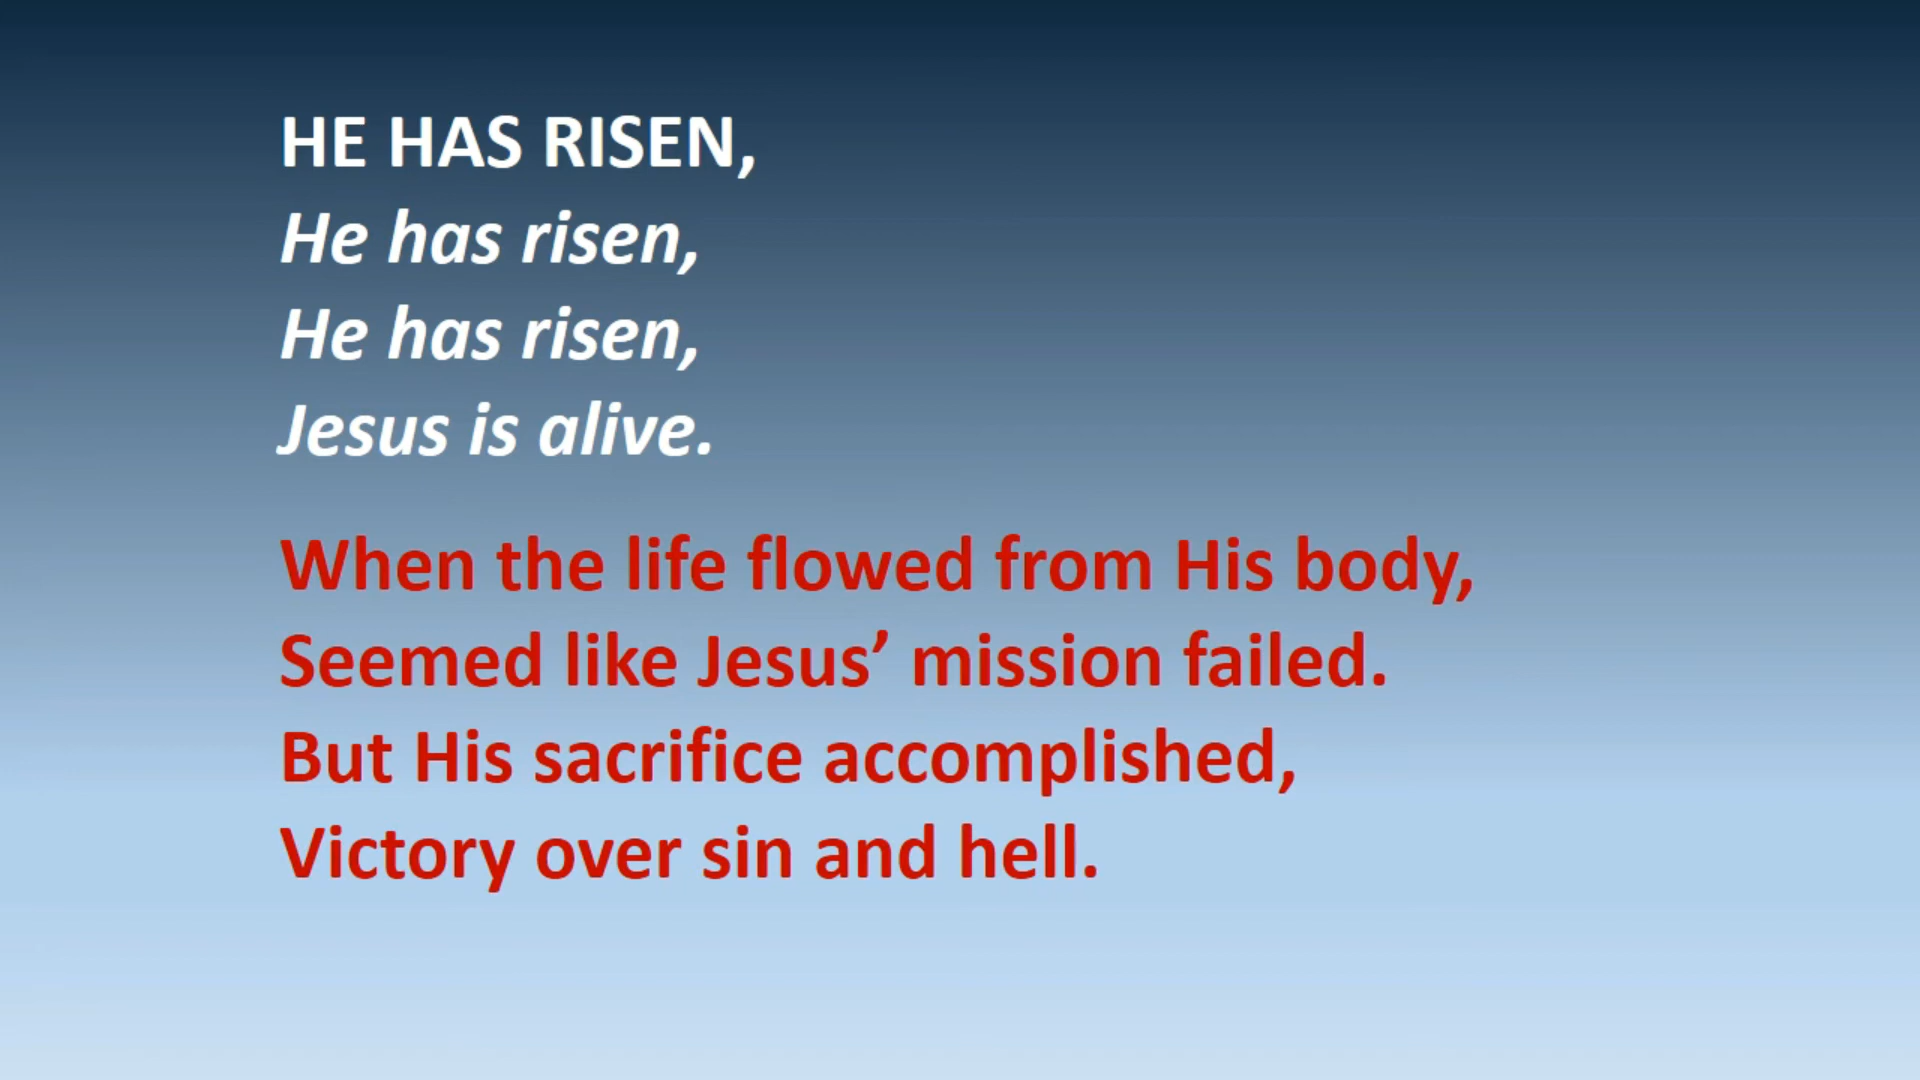 HE HAS RISEN,
He has risen,
He has risen,
Jesus is alive.
When the life flowed from His body,
Seemed like Jesus’ mission failed.
But His sacrifice accomplished,
Victory over sin and hell.